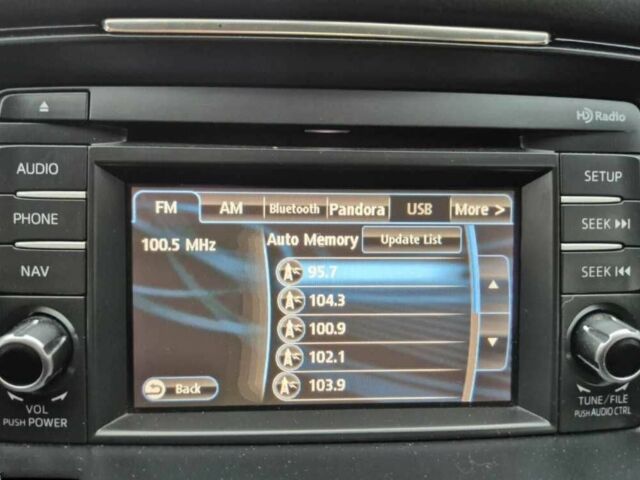 HD Radio
AUDIO
PHONE
NAV
VOL
PUSH POWER
FM AM Bluetooth Pandora USB More >
100.5 MHz
Auto Memory Update List
95.7
104.3
100.9
102.1
103.9
Back
SETUP
SEEK
SEEK
TUNE/FILE
PUSH AUDIO CTRL